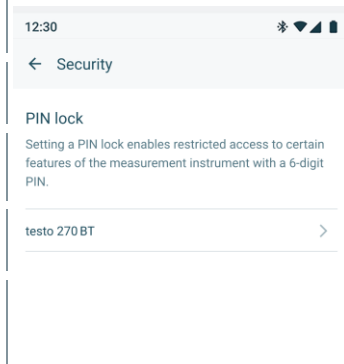 12:30
Security
PIN lock
Setting a PIN lock enables restricted access to certain
features of the measurement instrument with a 6-digit
PIN.
testo 270 BT